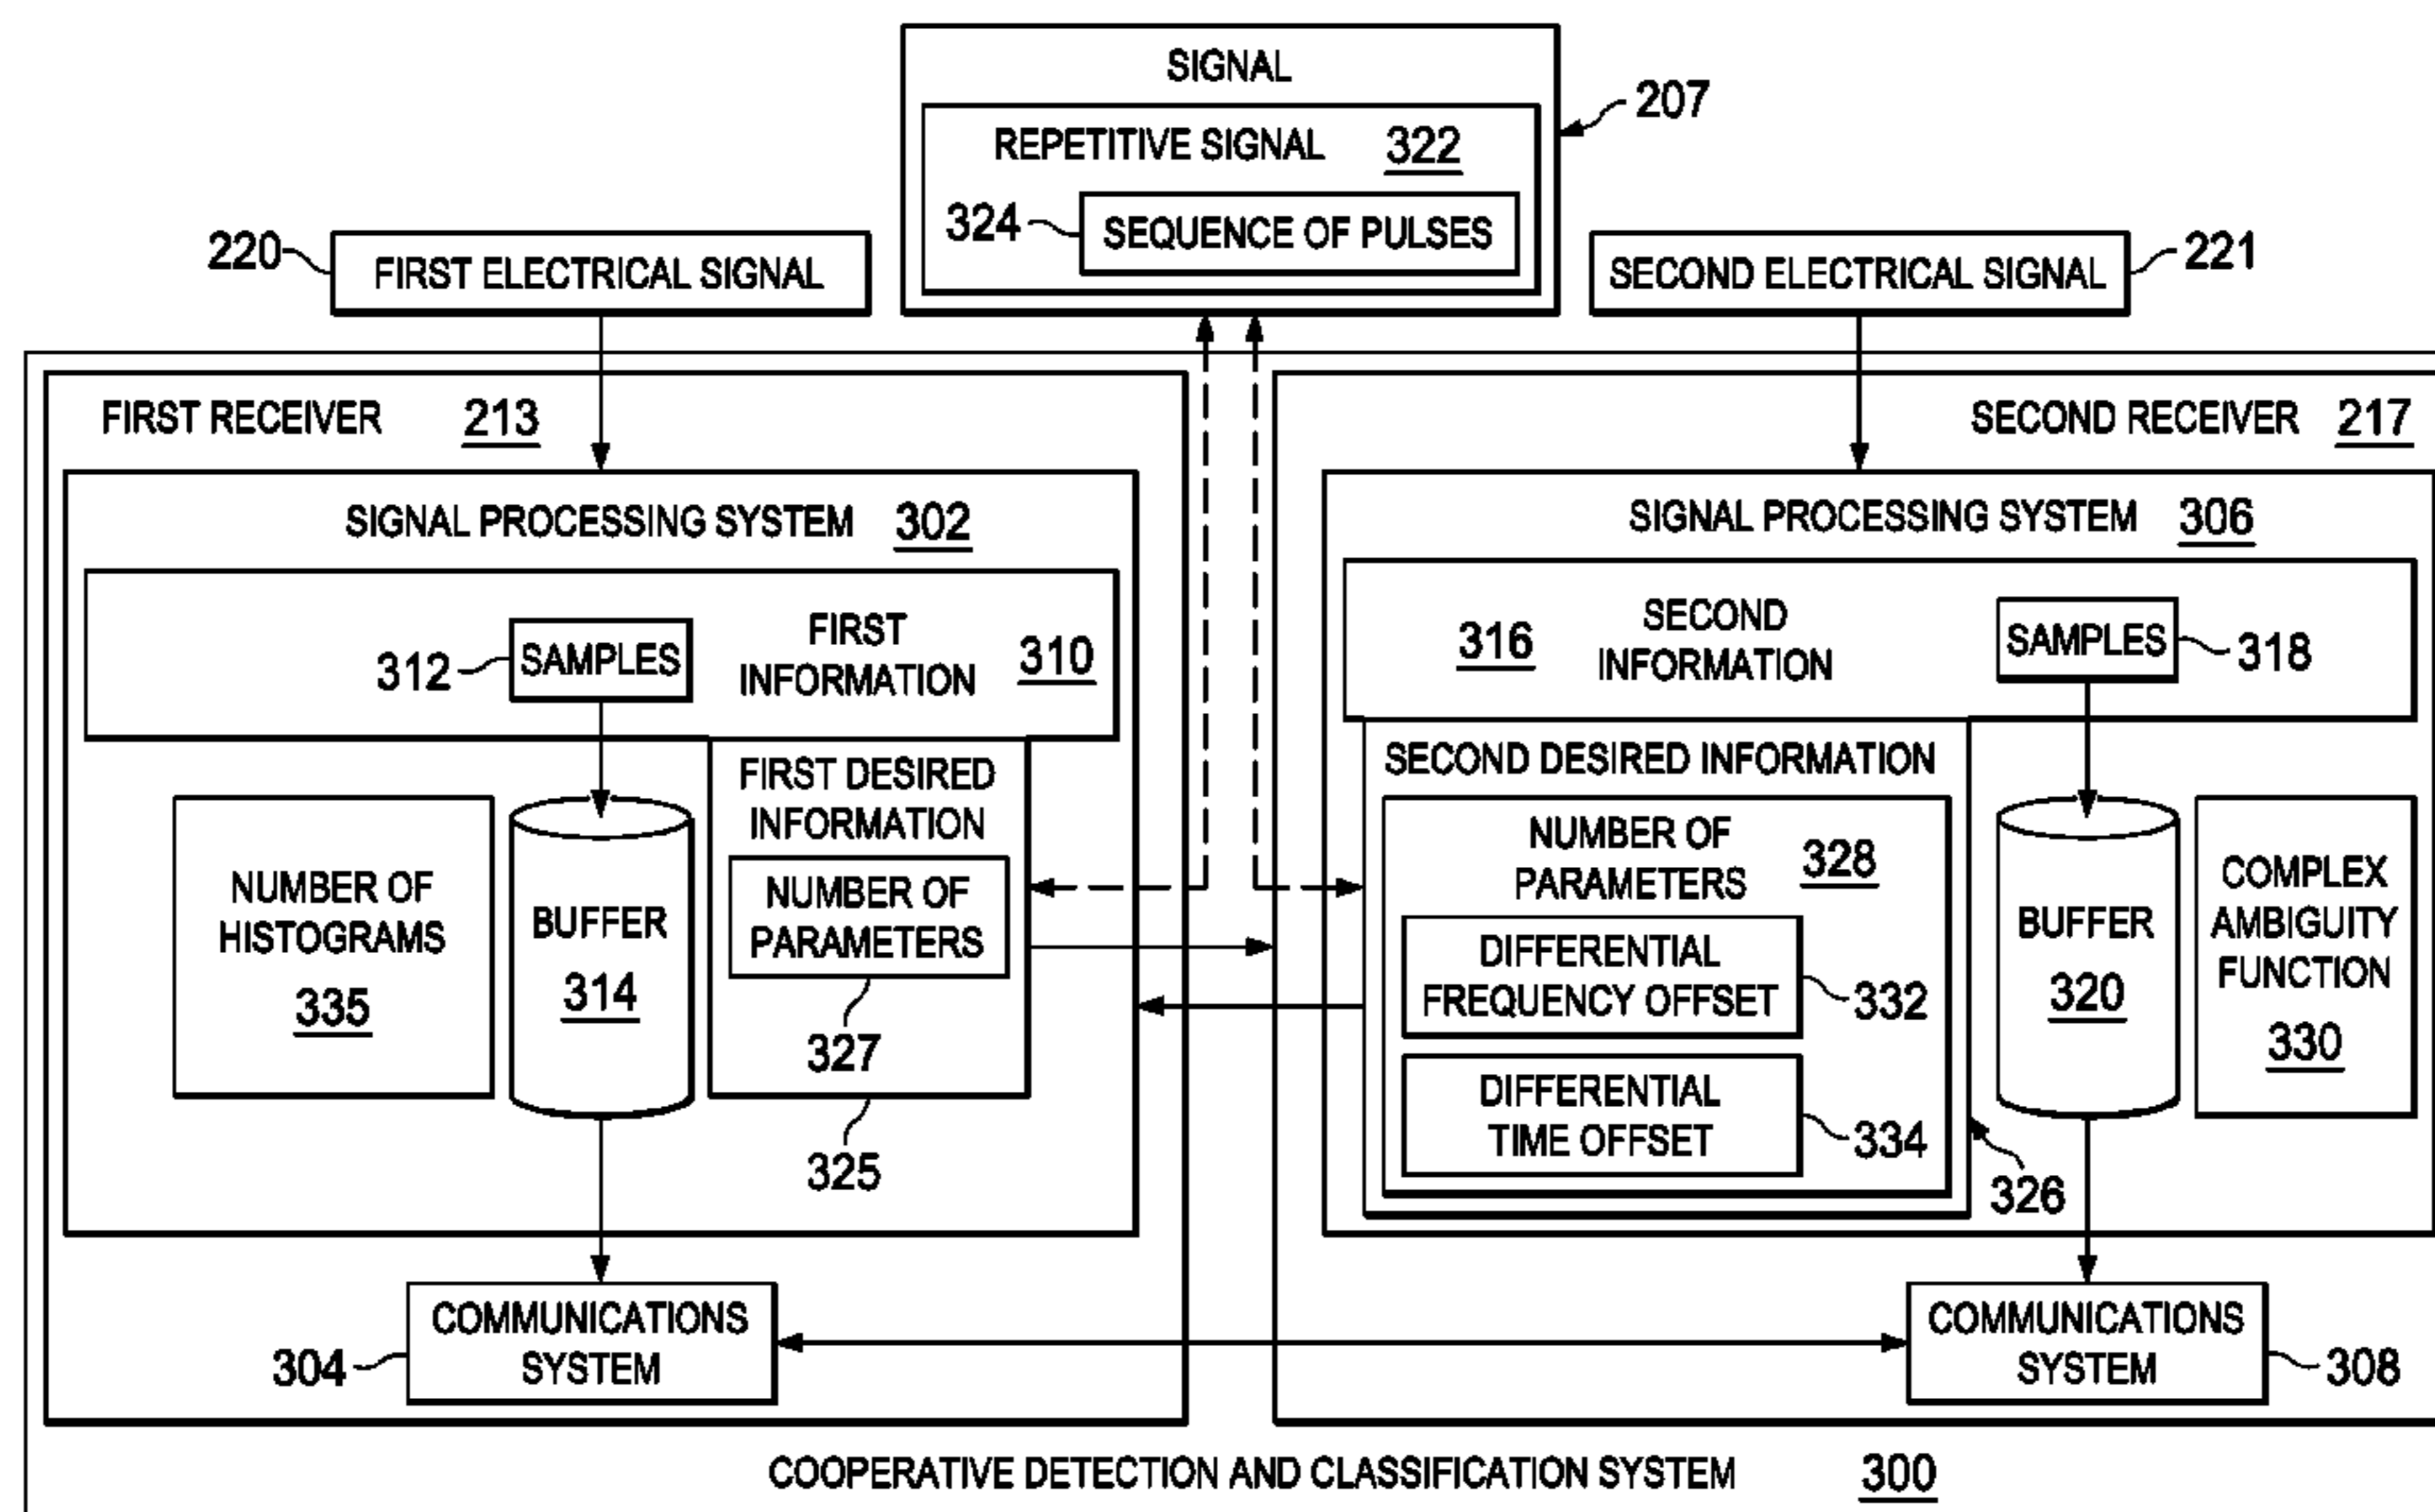 SIGNAL
207
REPETITIVE SIGNAL 322
324
SEQUENCE OF PULSES
220
FIRST ELECTRICAL SIGNAL
SECOND ELECTRICAL SIGNAL
221
FIRST RECEIVER 213
SECOND RECEIVER 217
SIGNAL PROCESSING SYSTEM 302
312
SAMPLES
FIRST
INFORMATION
310
NUMBER OF
HISTOGRAMS
335
BUFFER
314
FIRST DESIRED
INFORMATION
NUMBER OF
PARAMETERS
327
325
304
COMMUNICATIONS
SYSTEM
SIGNAL PROCESSING SYSTEM 306
316
SECOND
INFORMATION
SAMPLES
318
SECOND DESIRED INFORMATION
NUMBER OF
PARAMETERS
328
DIFFERENTIAL
FREQUENCY OFFSET
332
DIFFERENTIAL
TIME OFFSET
334
326
BUFFER
320
COMPLEX
AMBIGUITY
FUNCTION
330
COMMUNICATIONS
SYSTEM
308
COOPERATIVE DETECTION AND CLASSIFICATION SYSTEM 300